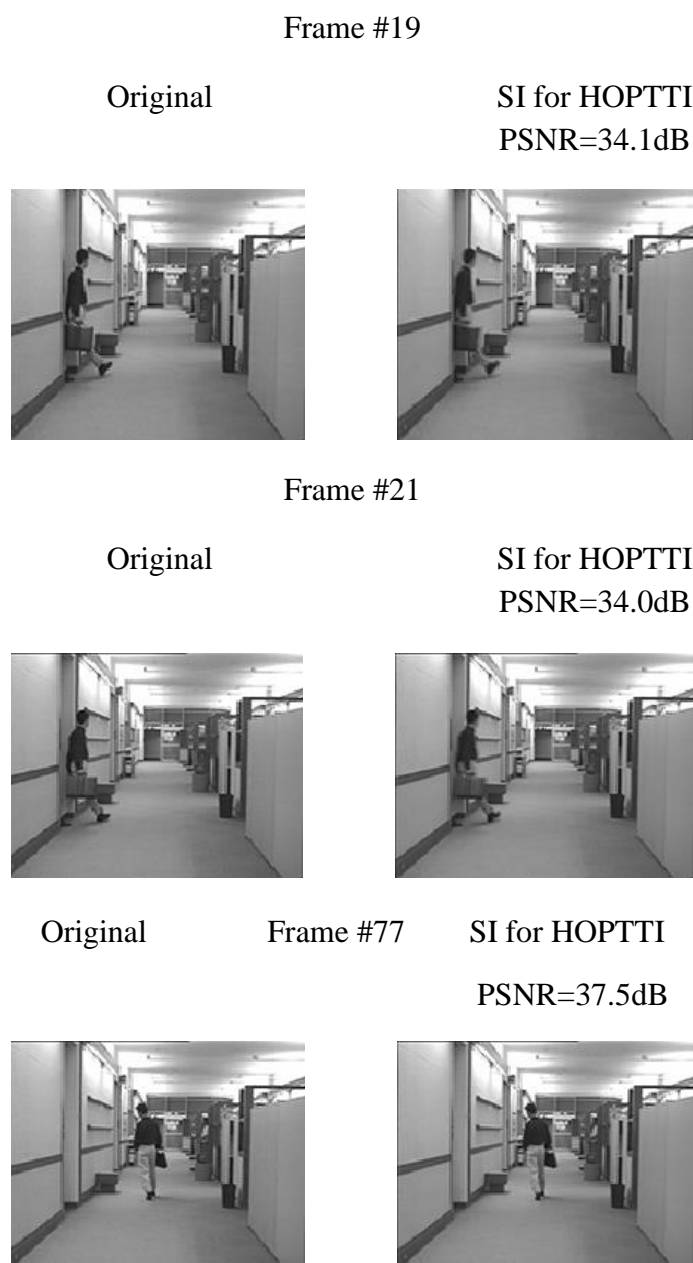 Frame #19
Original SI for HOPTTI
PSNR=34.1dB
Frame #21
Original SI for HOPTTI
PSNR=34.0dB
Original Frame #77 SI for HOPTTI
PSNR=37.5dB